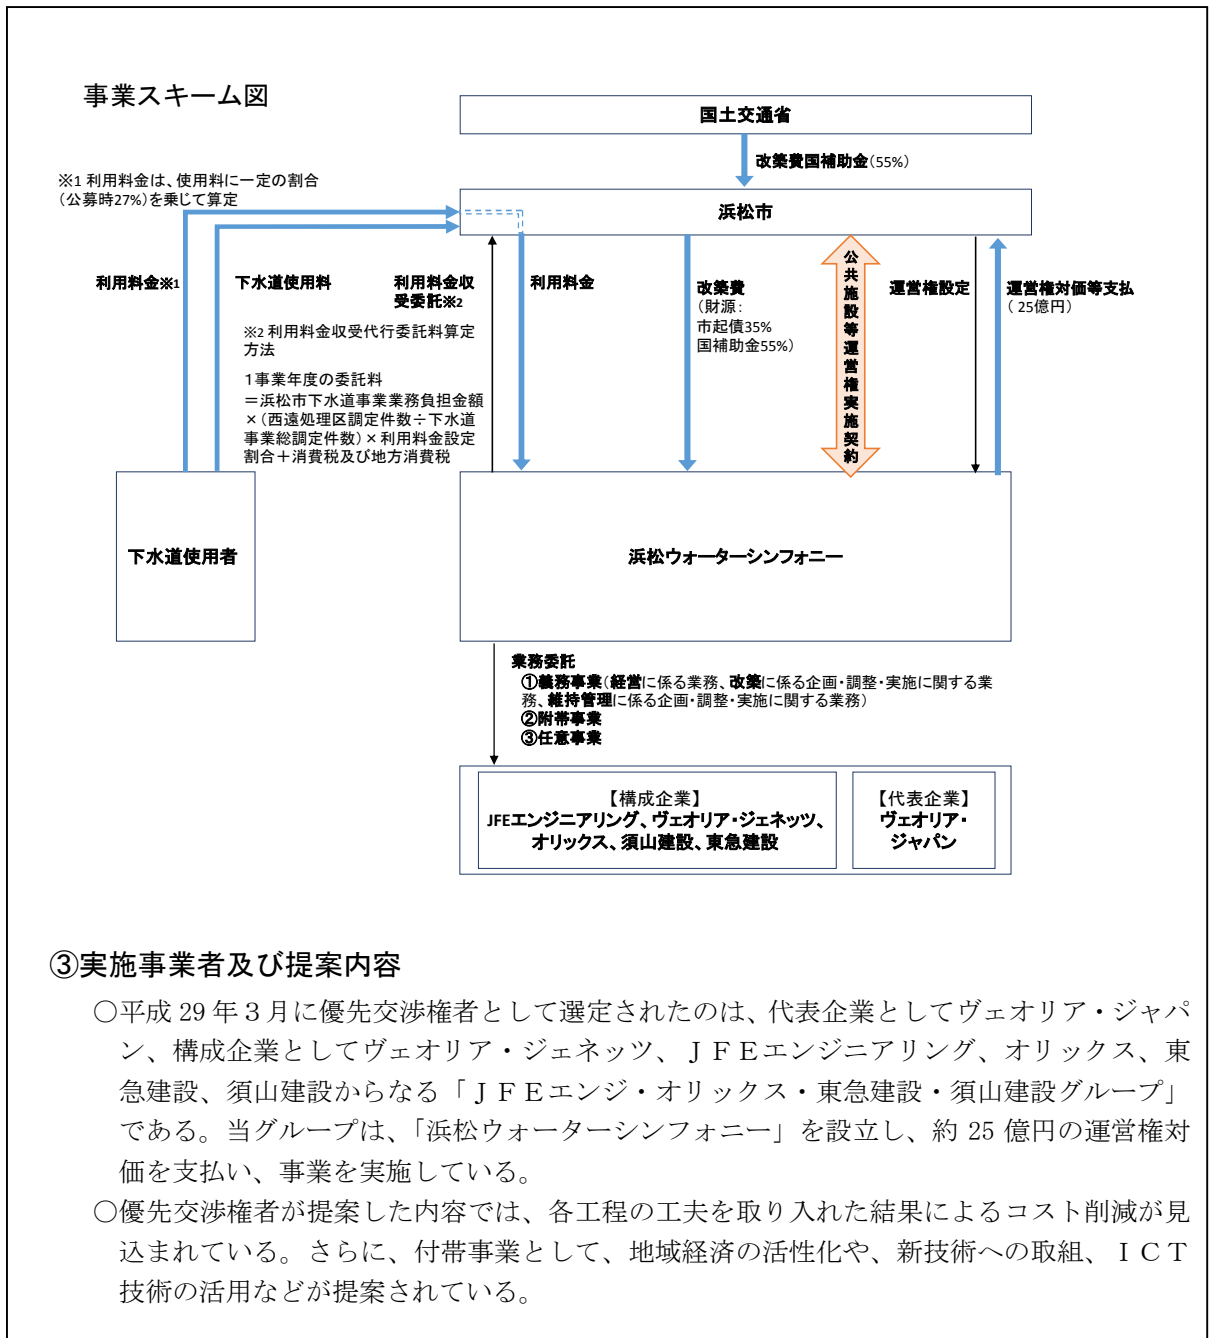 事業スキーム図
国土交通省
改築費国補助金(55%)
※1 利用料金は、使用料に一定の割合
(公募時27%)を乗じて算定
浜松市
利用料金※1
下水道使用料
利用料金収
受委託※2
利用料金
改築費
(財源:
市起債35%
国補助金55%)
公共施設等運営権実施契約
運営権設定
運営権対価等支払
( 25億円)
※2 利用料金収受代行委託料算定
方法
1事業年度の委託料
=浜松市下水道事業業務負担金額
×(西遠処理区調定件数÷下水道
事業総調定件数)×利用料金設定
割合+消費税及び地方消費税
下水道使用者
浜松ウォーターシンフォニー
業務委託
①義務事業(経営に係る業務、改築に係る企画・調整・実施に関する業
務、維持管理に係る企画・調整・実施に関する業務)
②附帯事業
③任意事業
【構成企業】
JFEエンジニアリング、ヴェオリア・ジェネッツ、
オリックス、須山建設、東急建設
【代表企業】
ヴェオリア・
ジャパン
③実施事業者及び提案内容
○平成 29 年3月に優先交渉権者として選定されたのは、代表企業としてヴェオリア・ジャパ
ン、構成企業としてヴェオリア・ジェネッツ、JFEエンジニアリング、オリックス、東
急建設、須山建設からなる「JFEエンジ・オリックス・東急建設・須山建設グループ」
である。当グループは、「浜松ウォーターシンフォニー」を設立し、約 25 億円の運営権対
価を支払い、事業を実施している。
○優先交渉権者が提案した内容では、各工程の工夫を取り入れた結果によるコスト削減が見
込まれている。さらに、付帯事業として、地域経済の活性化や、新技術への取組、ICT
技術の活用などが提案されている。